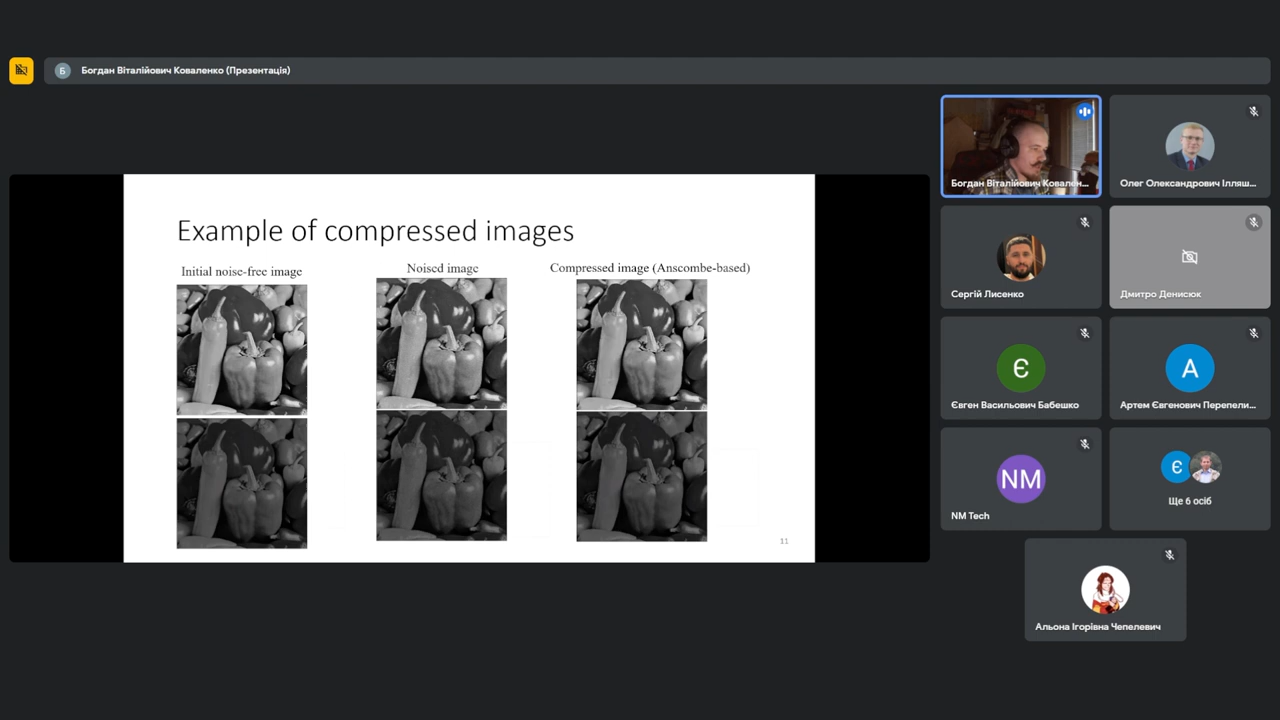 Б
Богдан Віталійович Коваленко (Презентація)
Example of compressed images
Initial noise-free image
Noised image
Compressed image (Anscombe-based)
11
Богдан Віталійович Ковален...
Олег Олександрович Ілляш...
Сергій Лисенко
Дмитро Денисюк
Є
Євген Васильович Бабешко
А
Артем Євгенович Перепели...
NM
NM Tech
Є
Ще 6 осіб
Альона Ігорівна Чепелевич